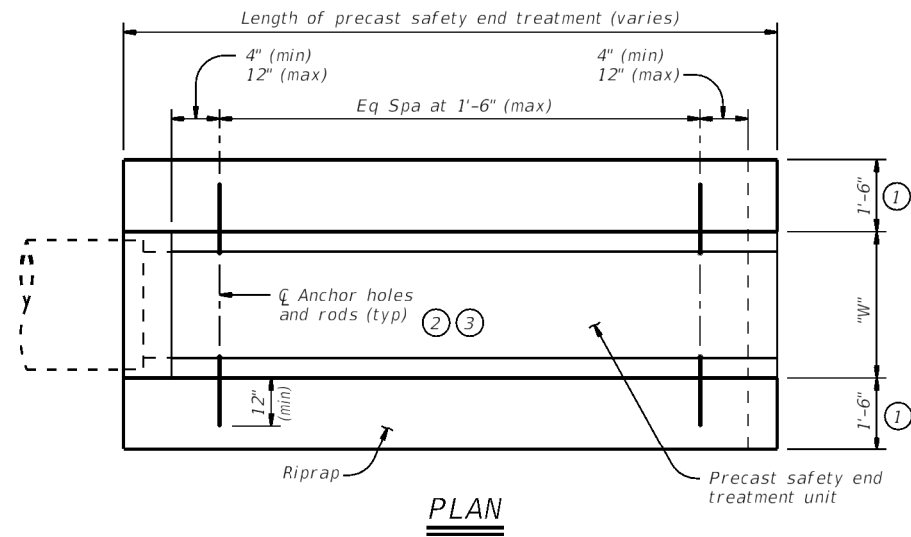 Length of precast safety end treatment (varies)
4" (min)
12" (max)
4" (min)
12" (max)
Eq Spa at 1'-6" (max)
1'-6"
1
℄ Anchor holes
and rods (typ)
2 3
"W"
12"
(min)
1'-6"
1
Riprap
Precast safety end
treatment unit
PLAN